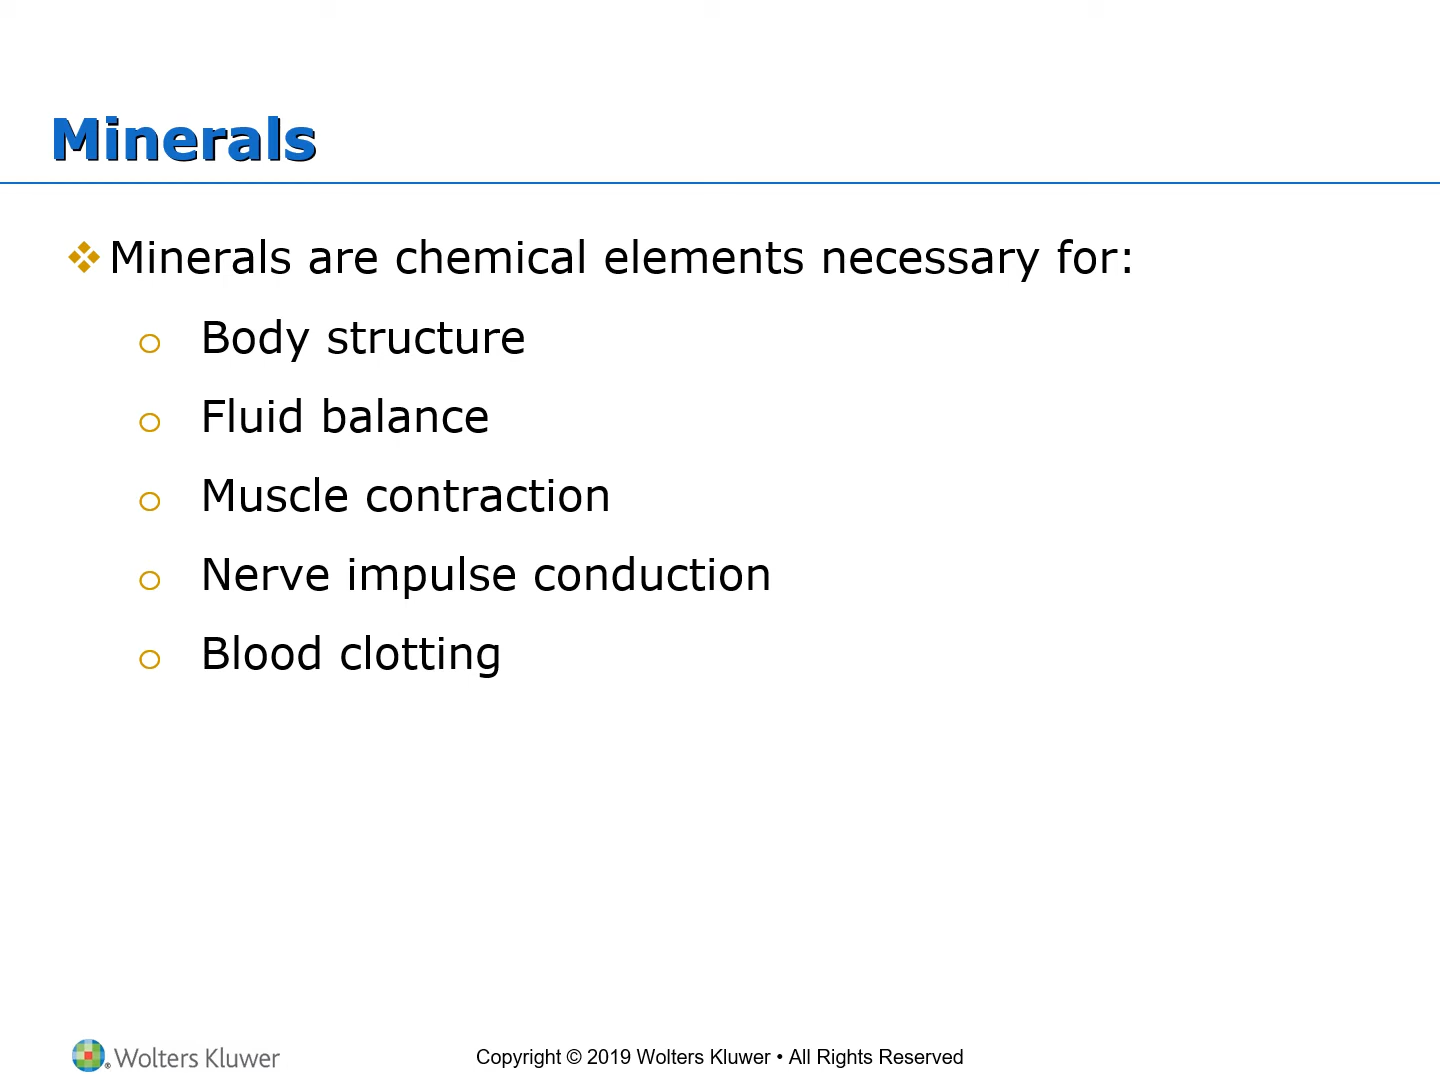 Minerals
❖ Minerals are chemical elements necessary for:
o Body structure
o Fluid balance
o Muscle contraction
o Nerve impulse conduction
o Blood clotting
® Wolters Kluwer
Copyright © 2019 Wolters Kluwer • All Rights Reserved